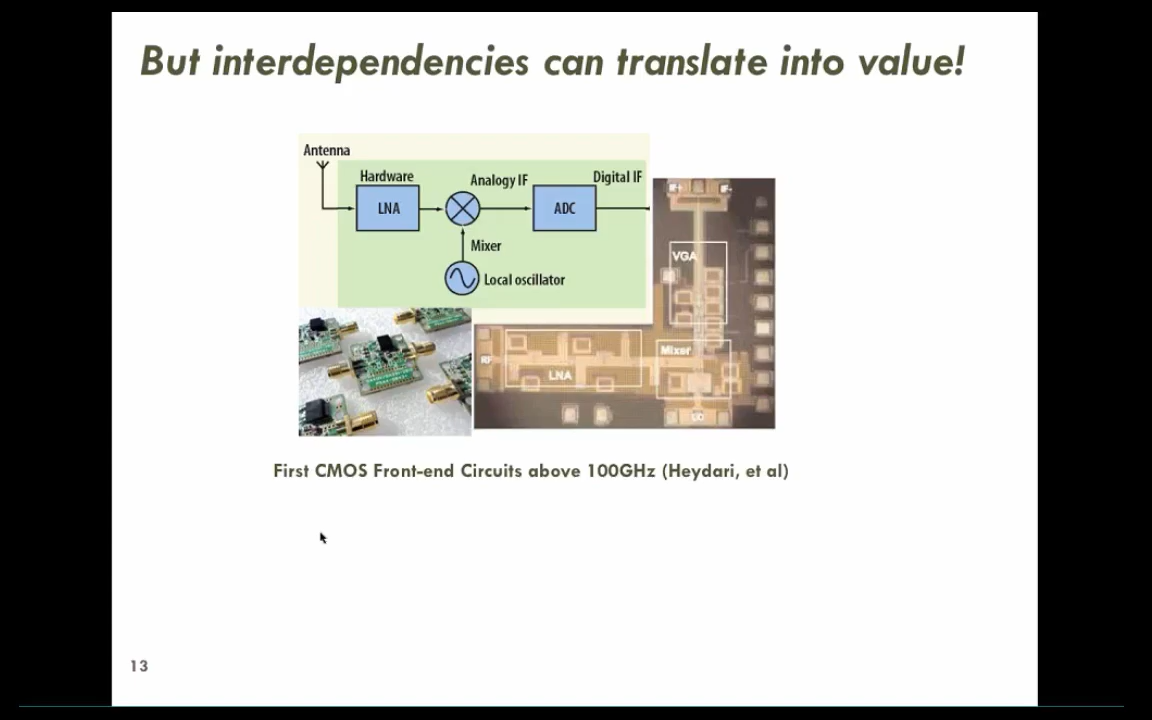 But interdependencies can translate into value!
Antenna
Hardware
Analogy IF
Digital IF
LNA
ADC
Mixer
Local oscillator
VGA
Mixer
RF
LNA
First CMOS Front-end Circuits above 100GHz (Heydari, et al)
13